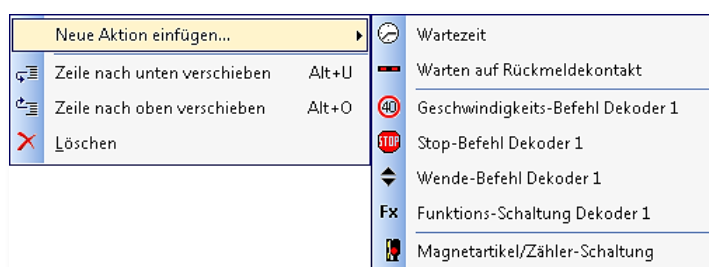 Neue Aktion einfügen...
Zeile nach unten verschieben Alt+U
Zeile nach oben verschieben Alt+O
Löschen
Wartezeit
Warten auf Rückmeldekontakt
40 Geschwindigkeits-Befehl Dekoder 1
STOP Stop-Befehl Dekoder 1
Wende-Befehl Dekoder 1
Fx Funktions-Schaltung Dekoder 1
Magnetartikel/Zähler-Schaltung